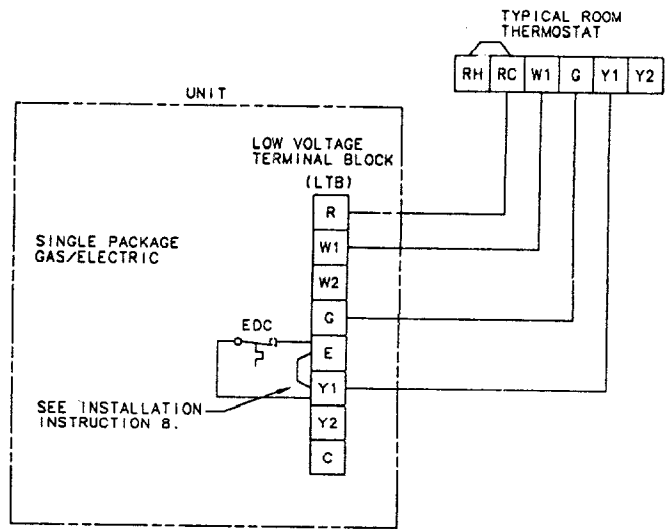 TYPICAL ROOM
THERMOSTAT
RH RC W1 G Y1 Y2
UNIT
LOW VOLTAGE
TERMINAL BLOCK
(LTB)
R
W1
SINGLE PACKAGE
GAS/ELECTRIC
W2
G
EDC
E
Y1
SEE INSTALLATION
INSTRUCTION 8.
Y2
C